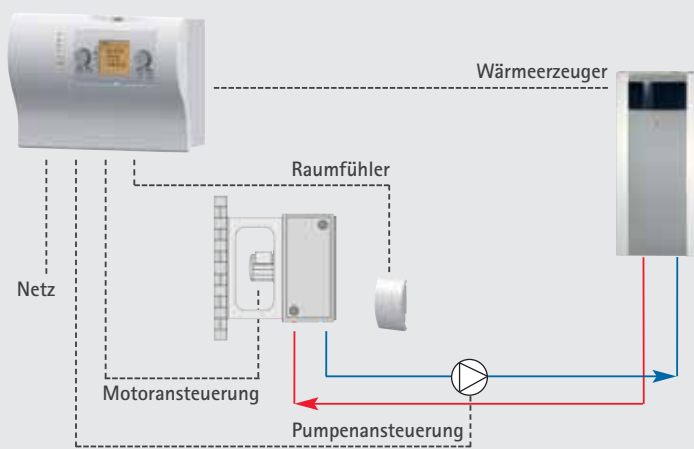 Wärmeerzeuger
Raumfühler
Netz
Motoransteuerung
Pumpenansteuerung